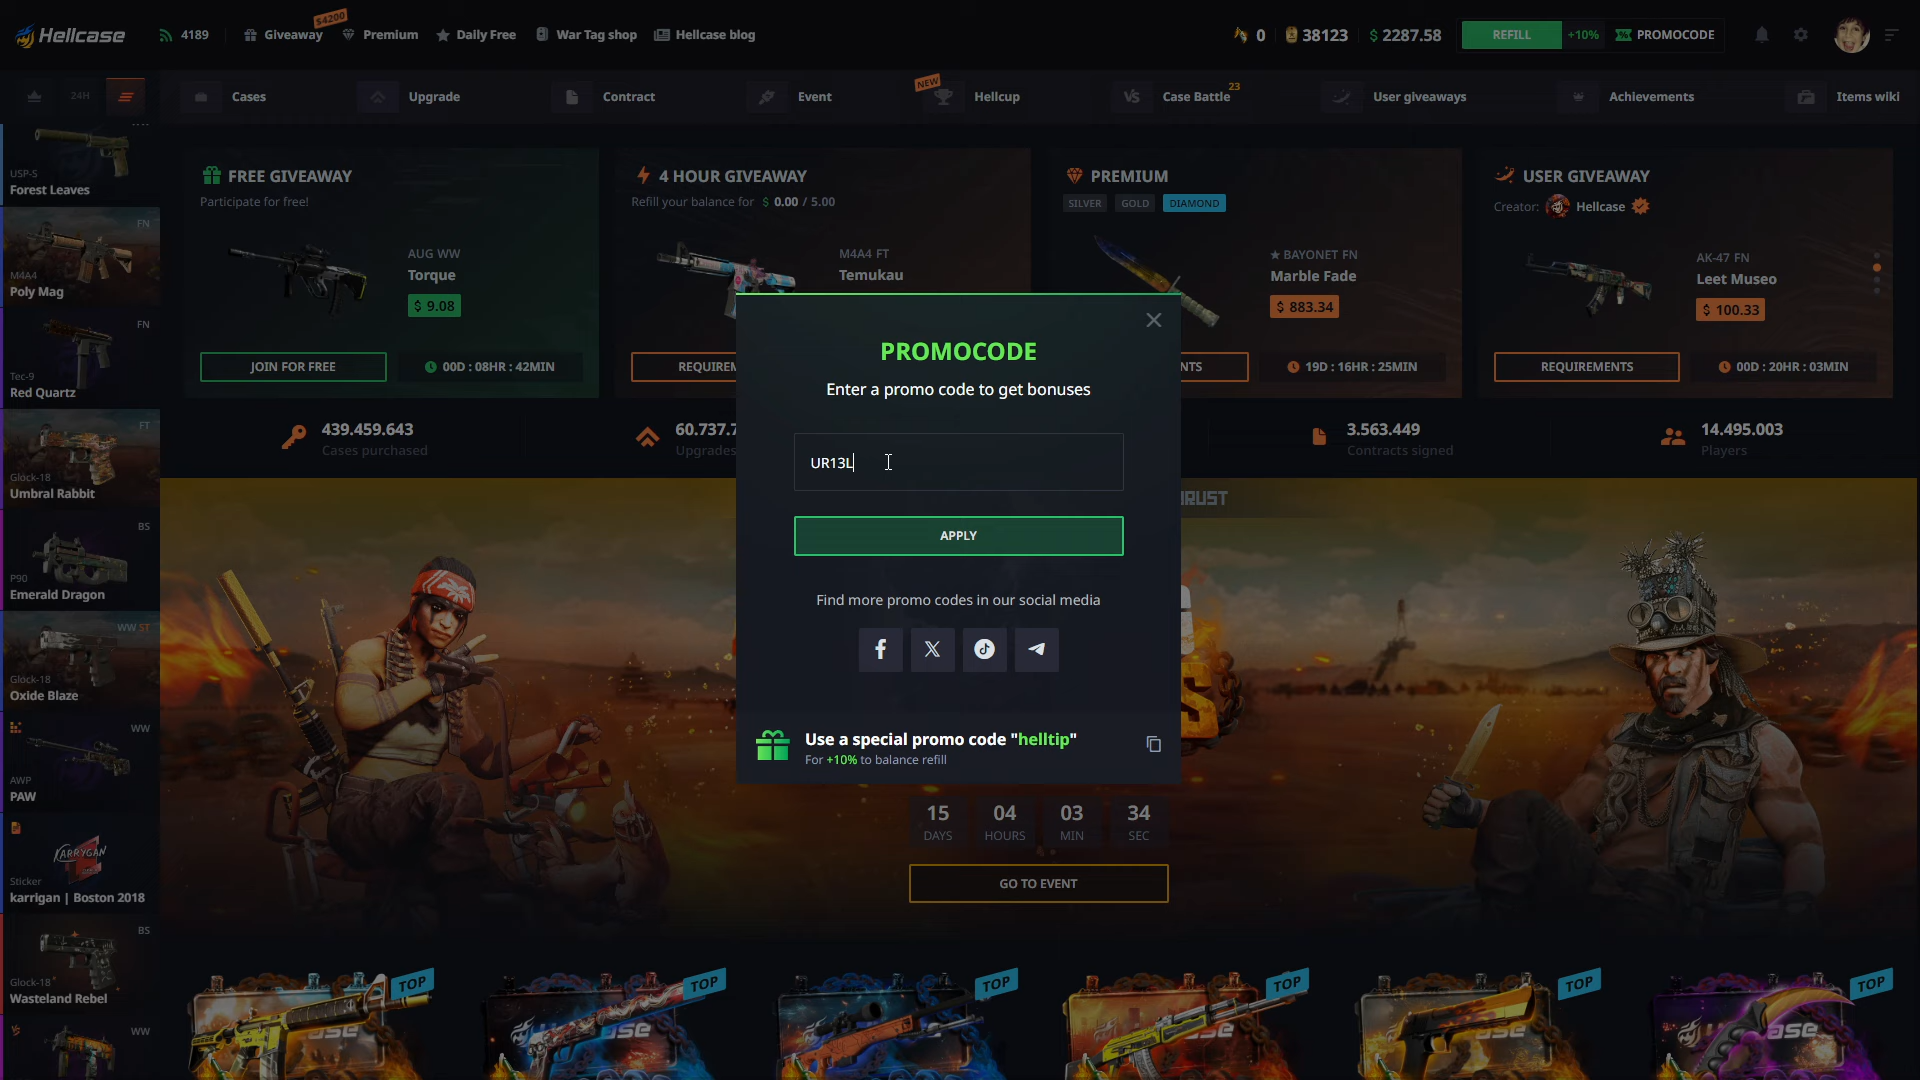 Hellcase
4189
Giveaway
$4200
Premium
Daily Free
War Tag shop
Hellcase blog
0
38123
$ 2287.58
REFILL
+10%
PROMOCODE
24H
Cases
Upgrade
Contract
Event
NEW
Hellcup
VS
Case Battle
23
User giveaways
Achievements
Items wiki
USP-S
Forest Leaves
FN
M4A4
Poly Mag
FN
Tec-9
Red Quartz
FT
Glock-18
Umbral Rabbit
BS
P90
Emerald Dragon
WW ST
Glock-18
Oxide Blaze
WW
AWP
PAW
KARRYGAN
Sticker
karrigan | Boston 2018
BS
Glock-18
Wasteland Rebel
WW
FREE GIVEAWAY
Participate for free!
AUG WW
Torque
$ 9.08
JOIN FOR FREE
00D : 08HR : 42MIN
4 HOUR GIVEAWAY
Refill your balance for $ 0.00 / 5.00
M4A4 FT
Temukau
REQUIREM
PREMIUM
SILVER
GOLD
DIAMOND
★ BAYONET FN
Marble Fade
$ 883.34
NTS
19D : 16HR : 25MIN
USER GIVEAWAY
Creator: Hellcase
AK-47 FN
Leet Museo
$ 100.33
REQUIREMENTS
00D : 20HR : 03MIN
439.459.643
Cases purchased
60.737.7
Upgrades
3.563.449
Contracts signed
14.495.003
Players
PROMOCODE
Enter a promo code to get bonuses
UR13L
APPLY
Find more promo codes in our social media
Use a special promo code "helltip"
For +10% to balance refill
RUST
15
DAYS
04
HOURS
03
MIN
34
SEC
GO TO EVENT
TOP
TOP
TOP
TOP
TOP
TOP